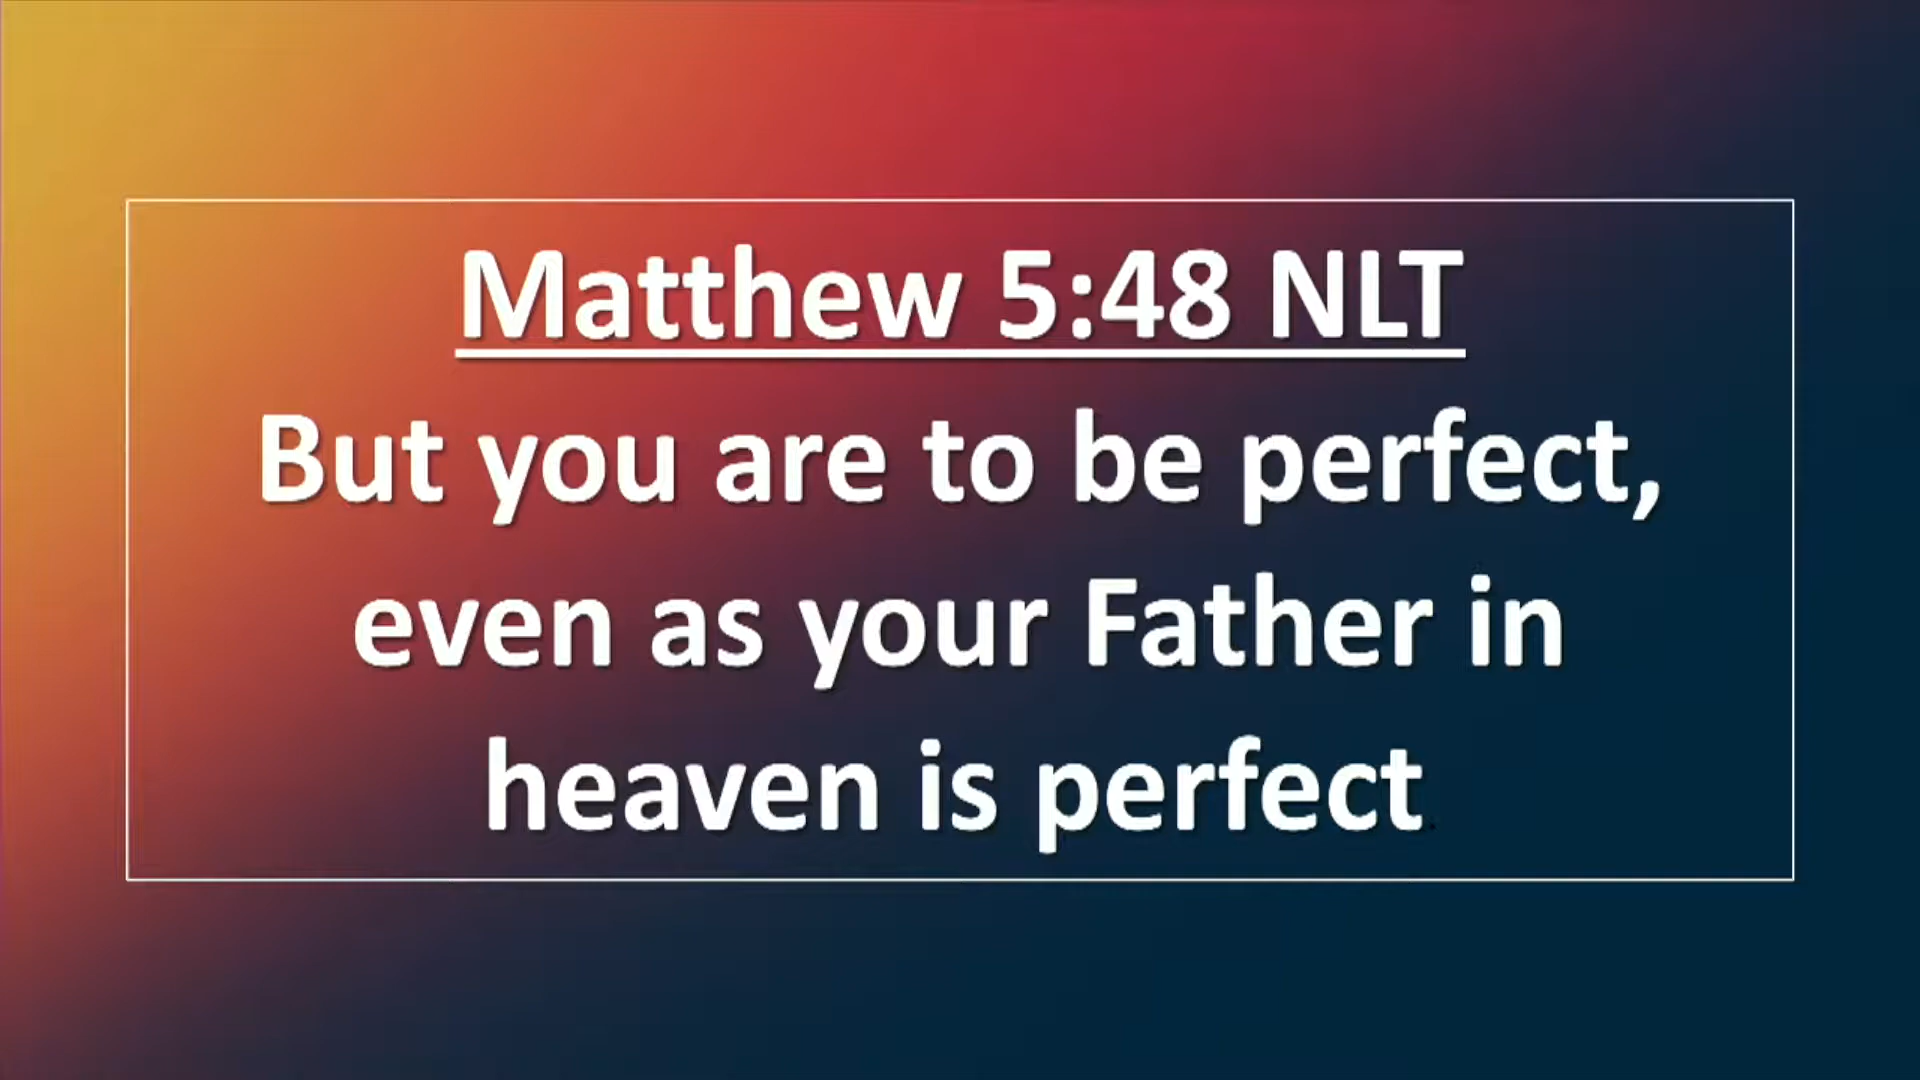 Matthew 5:48 NLT
But you are to be perfect,
even as your Father in
heaven is perfect.